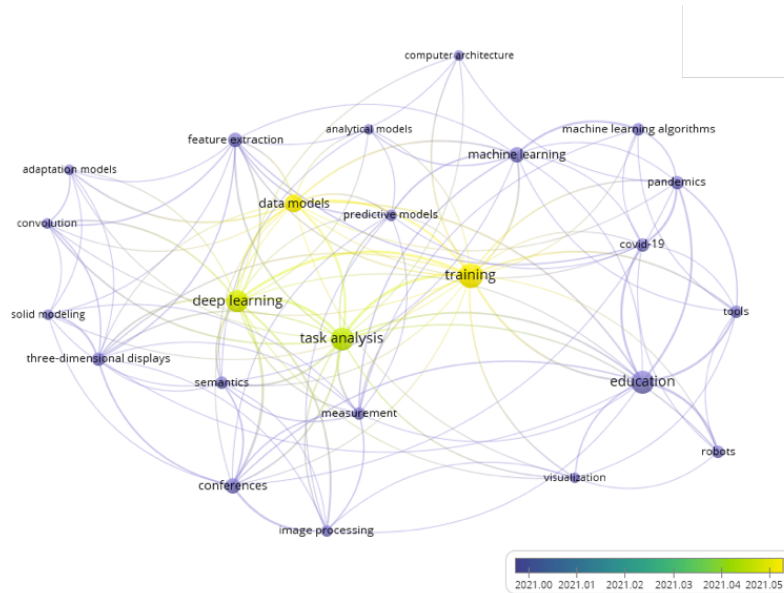 computer architecture
feature extraction
analytical models
machine learning algorithms
machine learning
adaptation models
pandemics
data models
convolution
predictive models
covid-19
training
deep learning
solid modeling
tools
task analysis
three-dimensional displays
semantics
education
measurement
robots
conferences
visualization
image processing
2021.00 2021.01 2021.02 2021.03 2021.04 2021.05